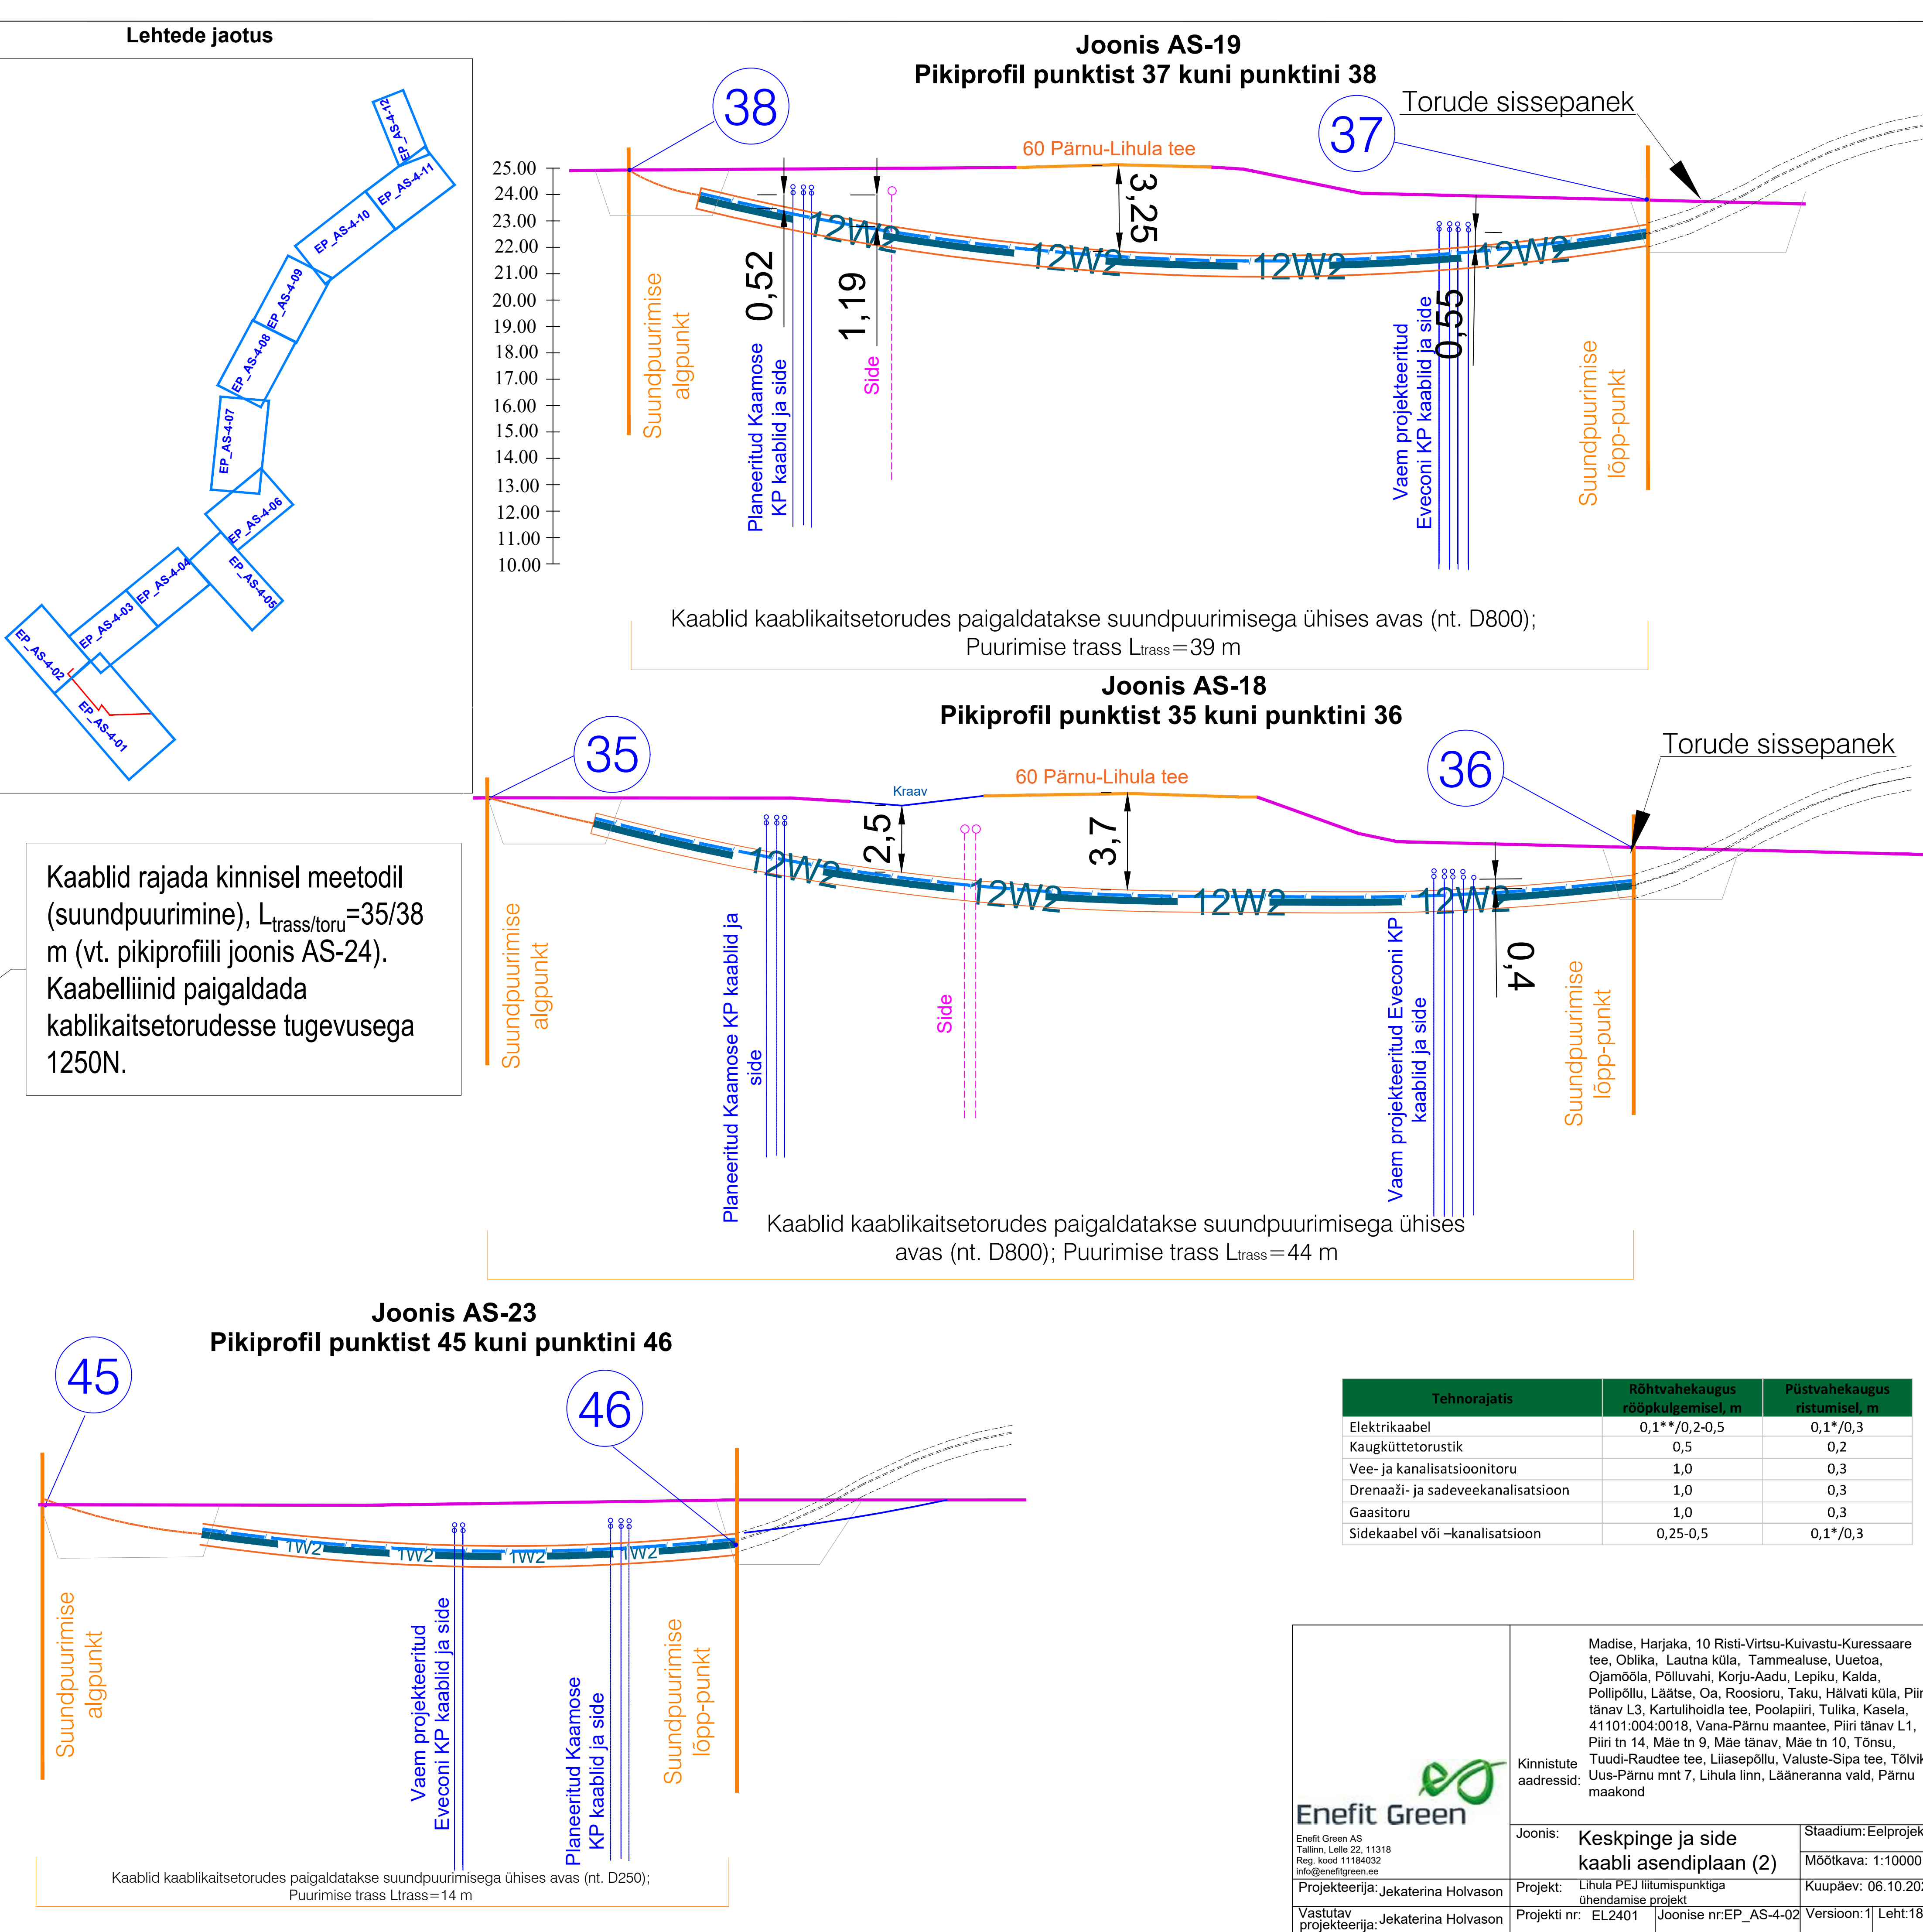 Lehtede jaotus
EP_AS-4-12
EP_AS-4-11
EP_AS-4-10
EP_AS-4-09
EP_AS-4-08
EP_AS-4-07
EP_AS-4-06
EP_AS-4-05
EP_AS-4-04
EP_AS-4-03
EP_AS-4-02
EP_AS-4-01
Joonis AS-19
Pikiprofil punktist 37 kuni punktini 38
38
37
Torude sissepanek
60 Pärnu-Lihula tee
25.00
24.00
23.00
22.00
21.00
20.00
19.00
18.00
17.00
16.00
15.00
14.00
13.00
12.00
11.00
10.00
12W2
12W2
12W2
12W2
3,25
0,52
1,19
0,55
Suundpuurimise
algpunkt
Planeeritud Kaamose
KP kaablid ja side
Side
Vaem projekteeritud
Eveconi KP kaablid ja side
Suundpuurimise
lõpp-punkt
Kaablid kaablikaitsetorudes paigaldatakse suundpuurimisega ühises avas (nt. D800);
Puurimise trass Ltrass=39 m
Joonis AS-18
Pikiprofil punktist 35 kuni punktini 36
35
36
Torude sissepanek
60 Pärnu-Lihula tee
Kraav
2,5
3,7
0,4
12W2
12W2
12W2
12W2
Suundpuurimise
algpunkt
Planeeritud Kaamose KP kaablid ja
side
Side
Vaem projekteeritud Eveconi KP
kaablid ja side
Suundpuurimise
lõpp-punkt
Kaablid kaablikaitsetorudes paigaldatakse suundpuurimisega ühises
avas (nt. D800); Puurimise trass Ltrass=44 m
Kaablid rajada kinnisel meetodil
(suundpuurimine), Ltrass/toru=35/38
m (vt. pikiprofiili joonis AS-24).
Kaabelliinid paigaldada
kablikaitsetorudesse tugevusega
1250N.
Joonis AS-23
Pikiprofil punktist 45 kuni punktini 46
45
46
1W2
1W2
1W2
1W2
Suundpuurimise
algpunkt
Vaem projekteeritud
Eveconi KP kaablid ja side
Planeeritud Kaamose
KP kaablid ja side
Suundpuurimise
lõpp-punkt
Kaablid kaablikaitsetorudes paigaldatakse suundpuurimisega ühises avas (nt. D250);
Puurimise trass Ltrass=14 m
Tehnorajatis Rõhtvahekaugus rööpkulgemisel, m Püstvahekaugus ristumisel, m
Elektrikaabel 0,1**/0,2-0,5 0,1*/0,3
Kaugküttetorustik 0,5 0,2
Vee- ja kanalisatsioonitoru 1,0 0,3
Drenaaži- ja sadeveekanalisatsioon 1,0 0,3
Gaasitoru 1,0 0,3
Sidekaabel või –kanalisatsioon 0,25-0,5 0,1*/0,3
Enefit Green
Enefit Green AS
Tallinn, Lelle 22, 11318
Reg. kood 11184032
info@enefitgreen.ee
Kinnistute
aadressid:
Madise, Harjaka, 10 Risti-Virtsu-Kuivastu-Kuressaare
tee, Oblika, Lautna küla, Tammealuse, Uuetoa,
Ojamõõla, Põlluvahi, Korju-Aadu, Lepiku, Kalda,
Pollipõllu, Läätse, Oa, Roosioru, Taku, Hälvati küla, Piiri
tänav L3, Kartulihoidla tee, Poolapiiri, Tulika, Kasela,
41101:004:0018, Vana-Pärnu maantee, Piiri tänav L1,
Piiri tn 14, Mäe tn 9, Mäe tänav, Mäe tn 10, Tõnsu,
Tuudi-Raudtee tee, Liiasepõllu, Valuste-Sipa tee, Tõlvik
Uus-Pärnu mnt 7, Lihula linn, Lääneranna vald, Pärnu
maakond
Joonis: Keskpinge ja side
kaabli asendiplaan (2)
Staadium: Eelprojek
Mõõtkava: 1:10000
Projekteerija: Jekaterina Holvason
Projekt: Lihula PEJ liitumispunktiga
ühendamise projekt
Kuupäev: 06.10.202
Vastutav
projekteerija: Jekaterina Holvason
Projekti nr: EL2401 Joonise nr:EP_AS-4-02 Versioon:1 Leht:18